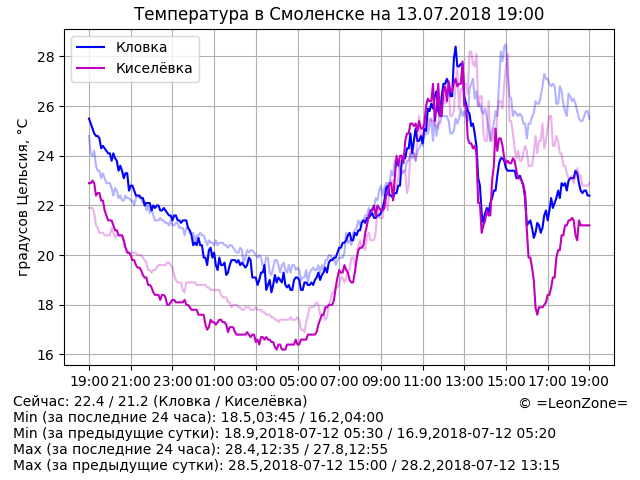 Температура в Смоленске на 13.07.2018 19:00
Кловка
Киселёвка
градусов Цельсия, °C
28
26
24
22
20
18
16
19:00 21:00 23:00 01:00 03:00 05:00 07:00 09:00 11:00 13:00 15:00 17:00 19:00
Сейчас: 22.4 / 21.2 (Кловка / Киселёвка)
© =LeonZone=
Min (за последние 24 часа): 18.5,03:45 / 16.2,04:00
Min (за предыдущие сутки): 18.9,2018-07-12 05:30 / 16.9,2018-07-12 05:20
Max (за последние 24 часа): 28.4,12:35 / 27.8,12:55
Max (за предыдущие сутки): 28.5,2018-07-12 15:00 / 28.2,2018-07-12 13:15